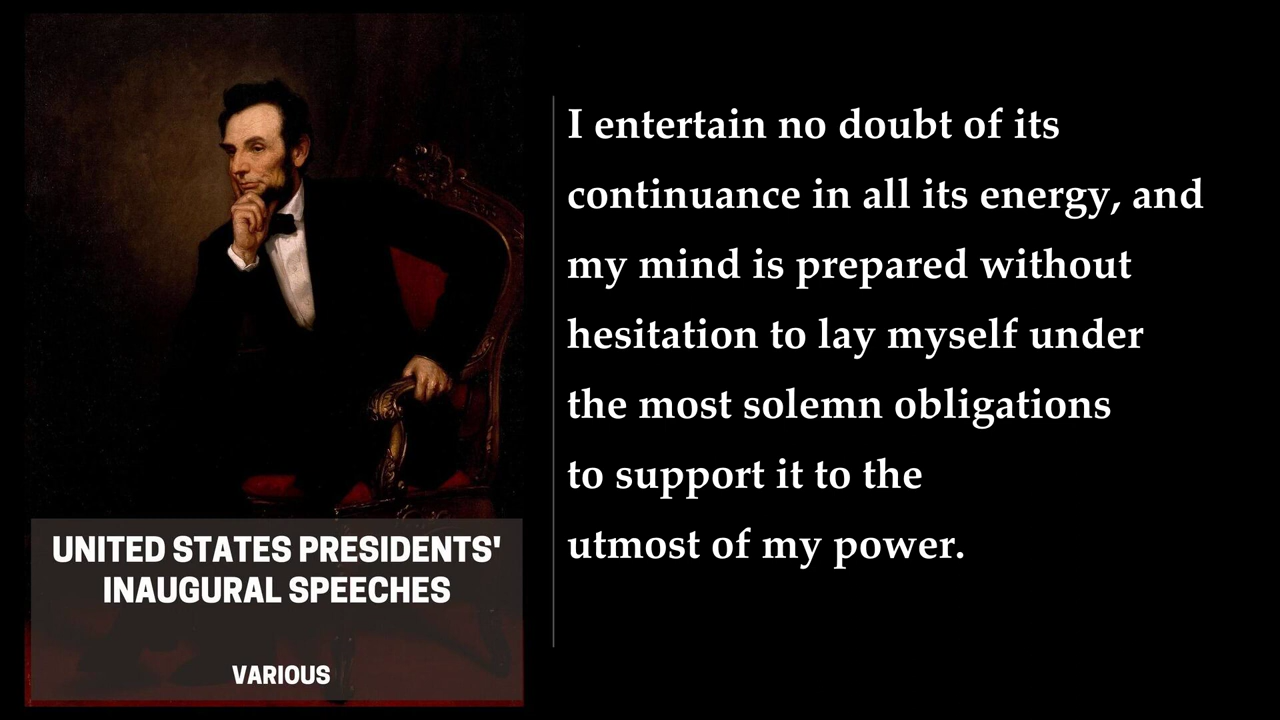 UNITED STATES PRESIDENTS'
INAUGURAL SPEECHES
VARIOUS
I entertain no doubt of its
continuance in all its energy, and
my mind is prepared without
hesitation to lay myself under
the most solemn obligations
to support it to the
utmost of my power.